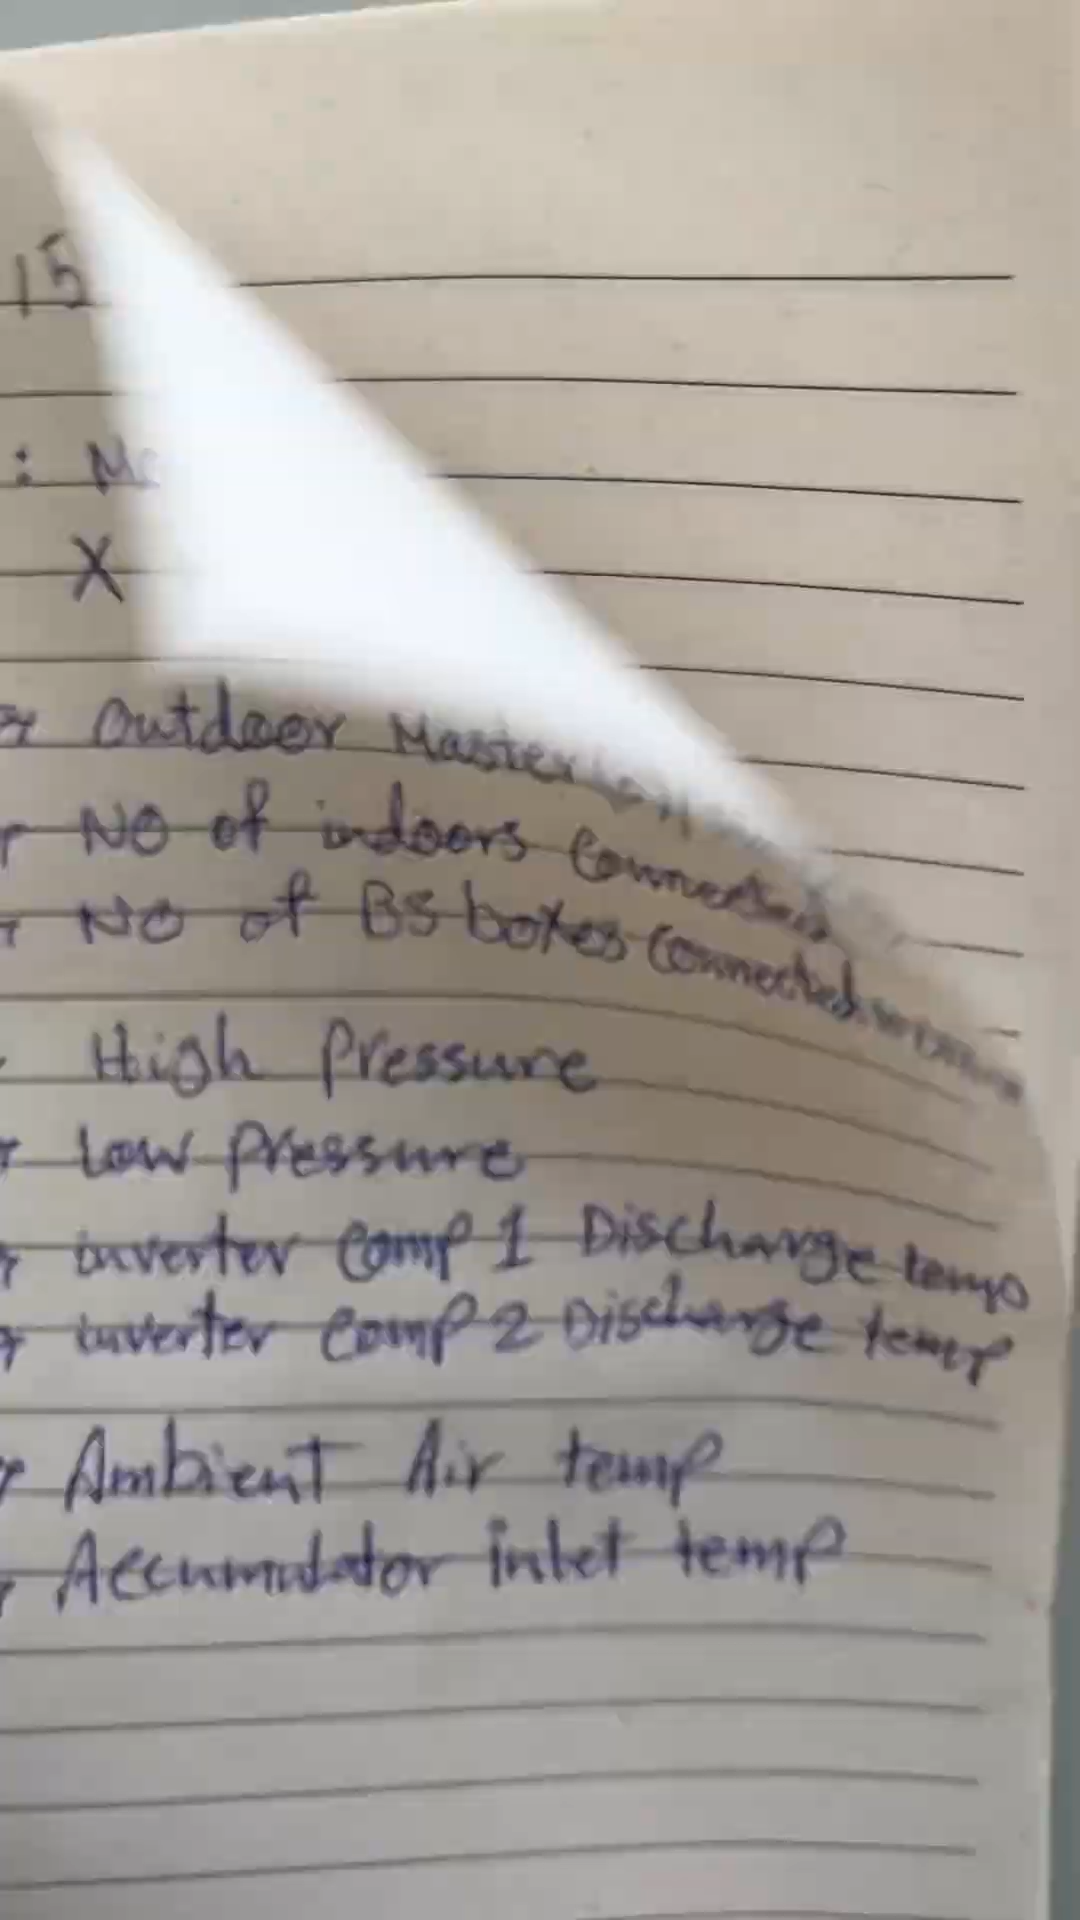 15
: Mo
X
Outdoor Master
NO of indoors Connected
NO of BS boxes Connected
High Pressure
Low Pressure
inverter Comp 1 Discharge temp
inverter Comp 2 Discharge temp
Ambient Air temp
Accumulator inlet temp